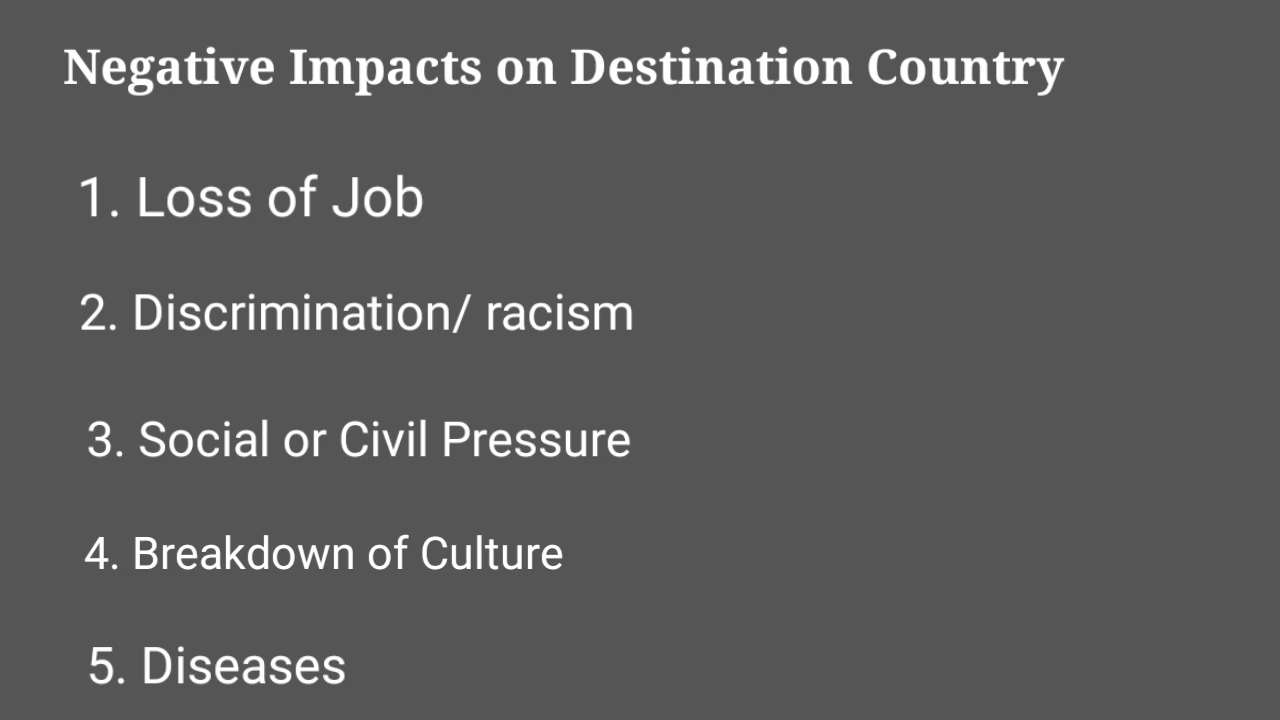 Negative Impacts on Destination Country
1. Loss of Job
2. Discrimination/ racism
3. Social or Civil Pressure
4. Breakdown of Culture
5. Diseases